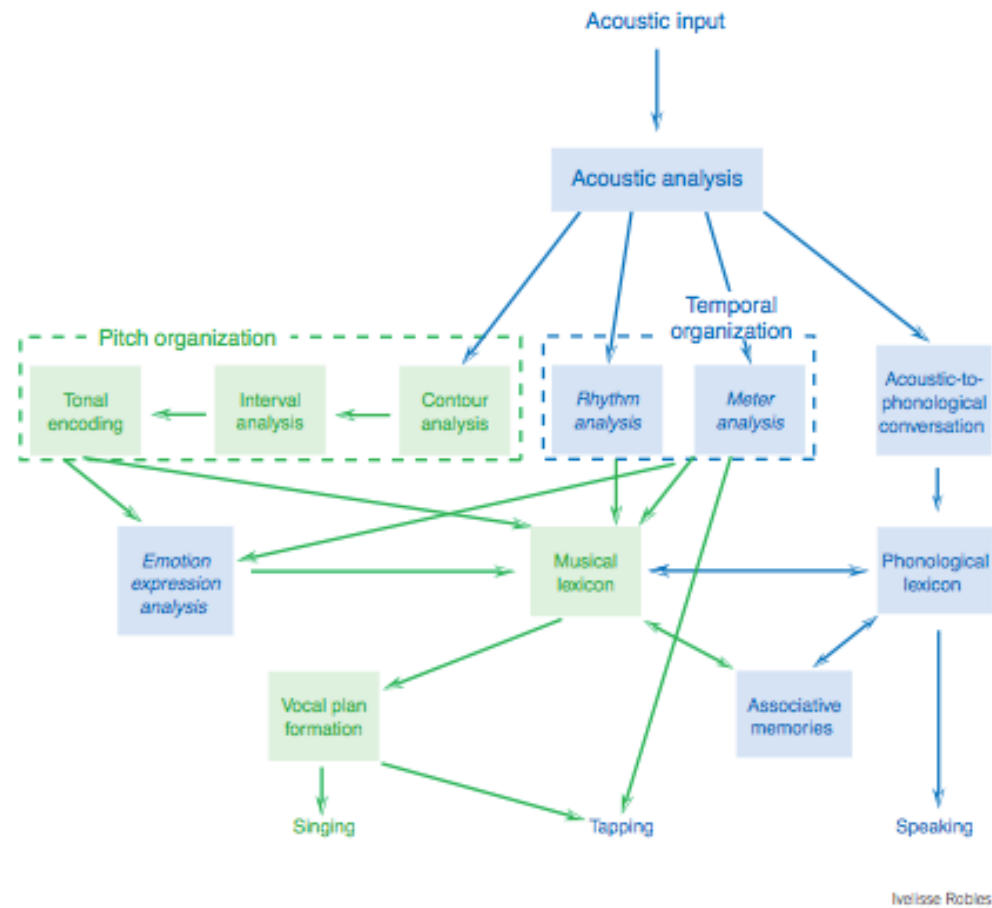 Acoustic input
Acoustic analysis
Pitch organization
Temporal
organization
Tonal
encoding
Interval
analysis
Contour
analysis
Rhythm
analysis
Meter
analysis
Acoustic-to-
phonological
conversation
Emotion
expression
analysis
Musical
lexicon
Phonological
lexicon
Vocal plan
formation
Associative
memories
Singing
Tapping
Speaking
Ivelisse Robles